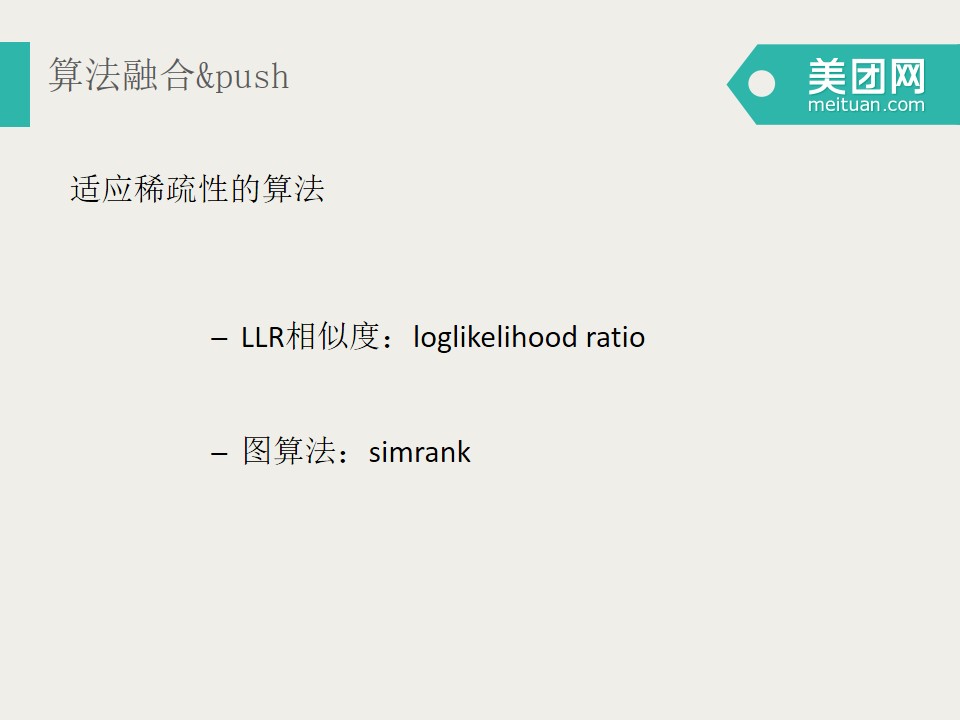 算法融合&push
美团网
meituan.com
适应稀疏性的算法
– LLR相似度：loglikelihood ratio
– 图算法：simrank